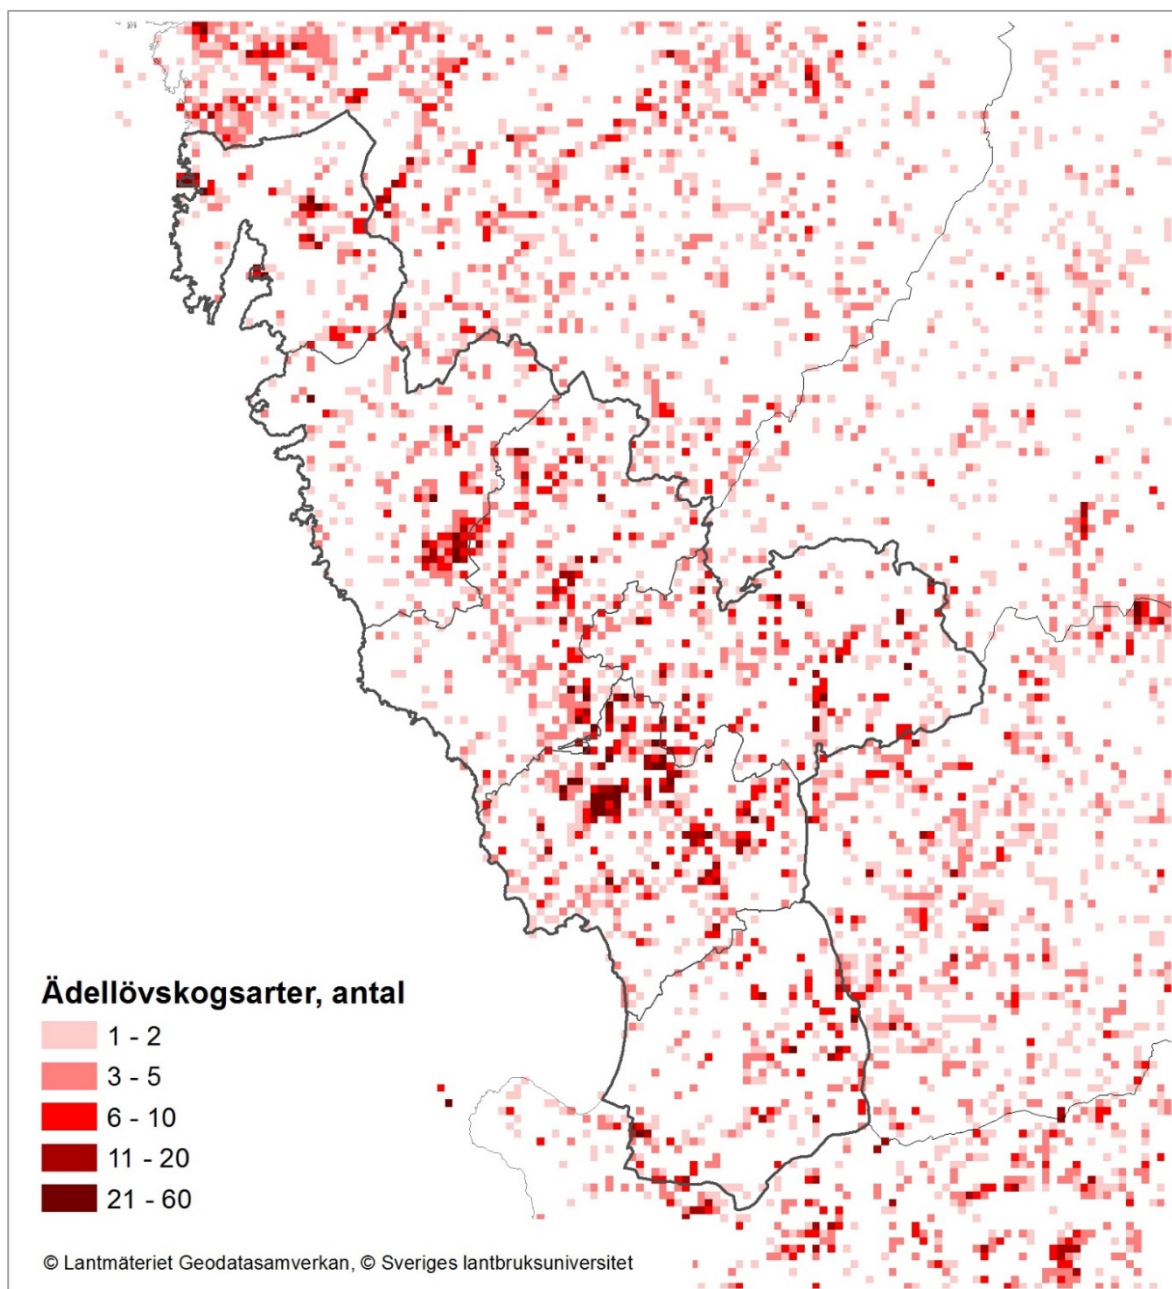 Ädellövskogsarter, antal
1 - 2
3 - 5
6 - 10
11 - 20
21 - 60
© Lantmäteriet Geodatasamverkan, © Sveriges lantbruksuniversitet